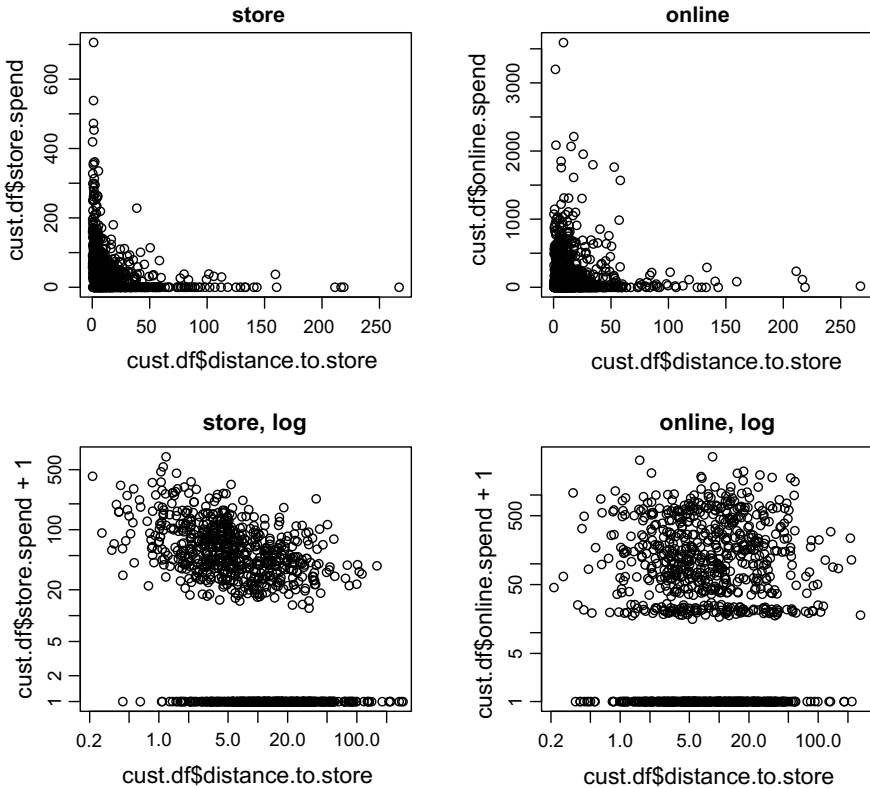 store
600
400
200
0
cust.df$store.spend
0 50 100 150 200 250
cust.df$distance.to.store
online
3000
2000
1000
0
cust.df$online.spend
0 50 100 150 200 250
cust.df$distance.to.store
store, log
500
100
20
5
2
1
cust.df$store.spend + 1
0.2 1.0 5.0 20.0 100.0
cust.df$distance.to.store
online, log
500
50
5
1
cust.df$online.spend + 1
0.2 1.0 5.0 20.0 100.0
cust.df$distance.to.store